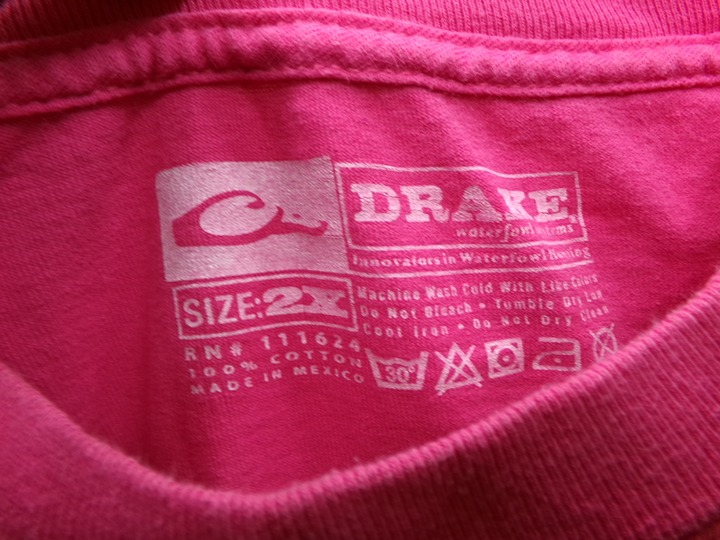 DRAKE
waterfowl systems
Innovators in Waterfowl Hunting
SIZE: 2X
Machine Wash Cold With Like Colors
Do Not Bleach • Tumble Dry Low
Cool Iron • Do Not Dry Clean
RN# 111624
100% COTTON
MADE IN MEXICO
30°